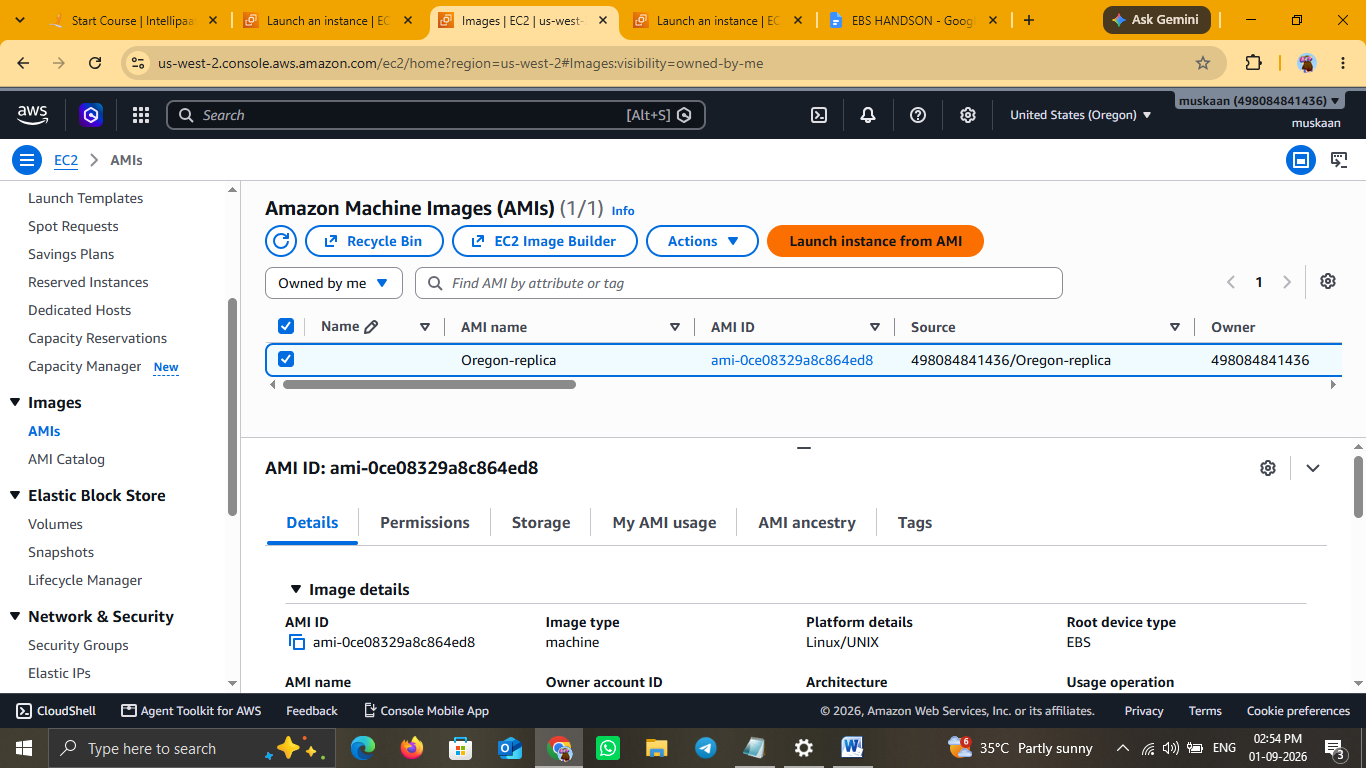 Start Course | Intellipaa
Launch an instance | EC
Images | EC2 | us-west-
Launch an instance | EC
EBS HANDSON - Goog
Ask Gemini
us-west-2.console.aws.amazon.com/ec2/home?region=us-west-2#Images:visibility=owned-by-me
aws
Search
[Alt+S]
United States (Oregon)
muskaan (498084841436)
muskaan
EC2
AMIs
Launch Templates
Spot Requests
Savings Plans
Reserved Instances
Dedicated Hosts
Capacity Reservations
Capacity Manager New
Images
AMIs
AMI Catalog
Elastic Block Store
Volumes
Snapshots
Lifecycle Manager
Network & Security
Security Groups
Elastic IPs
Amazon Machine Images (AMIs) (1/1) Info
Recycle Bin
EC2 Image Builder
Actions
Launch instance from AMI
Owned by me
Find AMI by attribute or tag
1
Name
AMI name
AMI ID
Source
Owner
Oregon-replica
ami-0ce08329a8c864ed8
498084841436/Oregon-replica
498084841436
AMI ID: ami-0ce08329a8c864ed8
Details
Permissions
Storage
My AMI usage
AMI ancestry
Tags
Image details
AMI ID
ami-0ce08329a8c864ed8
Image type
machine
Platform details
Linux/UNIX
Root device type
EBS
AMI name
Owner account ID
Architecture
Usage operation
CloudShell
Agent Toolkit for AWS
Feedback
Console Mobile App
© 2026, Amazon Web Services, Inc. or its affiliates.
Privacy
Terms
Cookie preferences
Type here to search
6
35°C Partly sunny
ENG
02:54 PM
01-09-2026
3